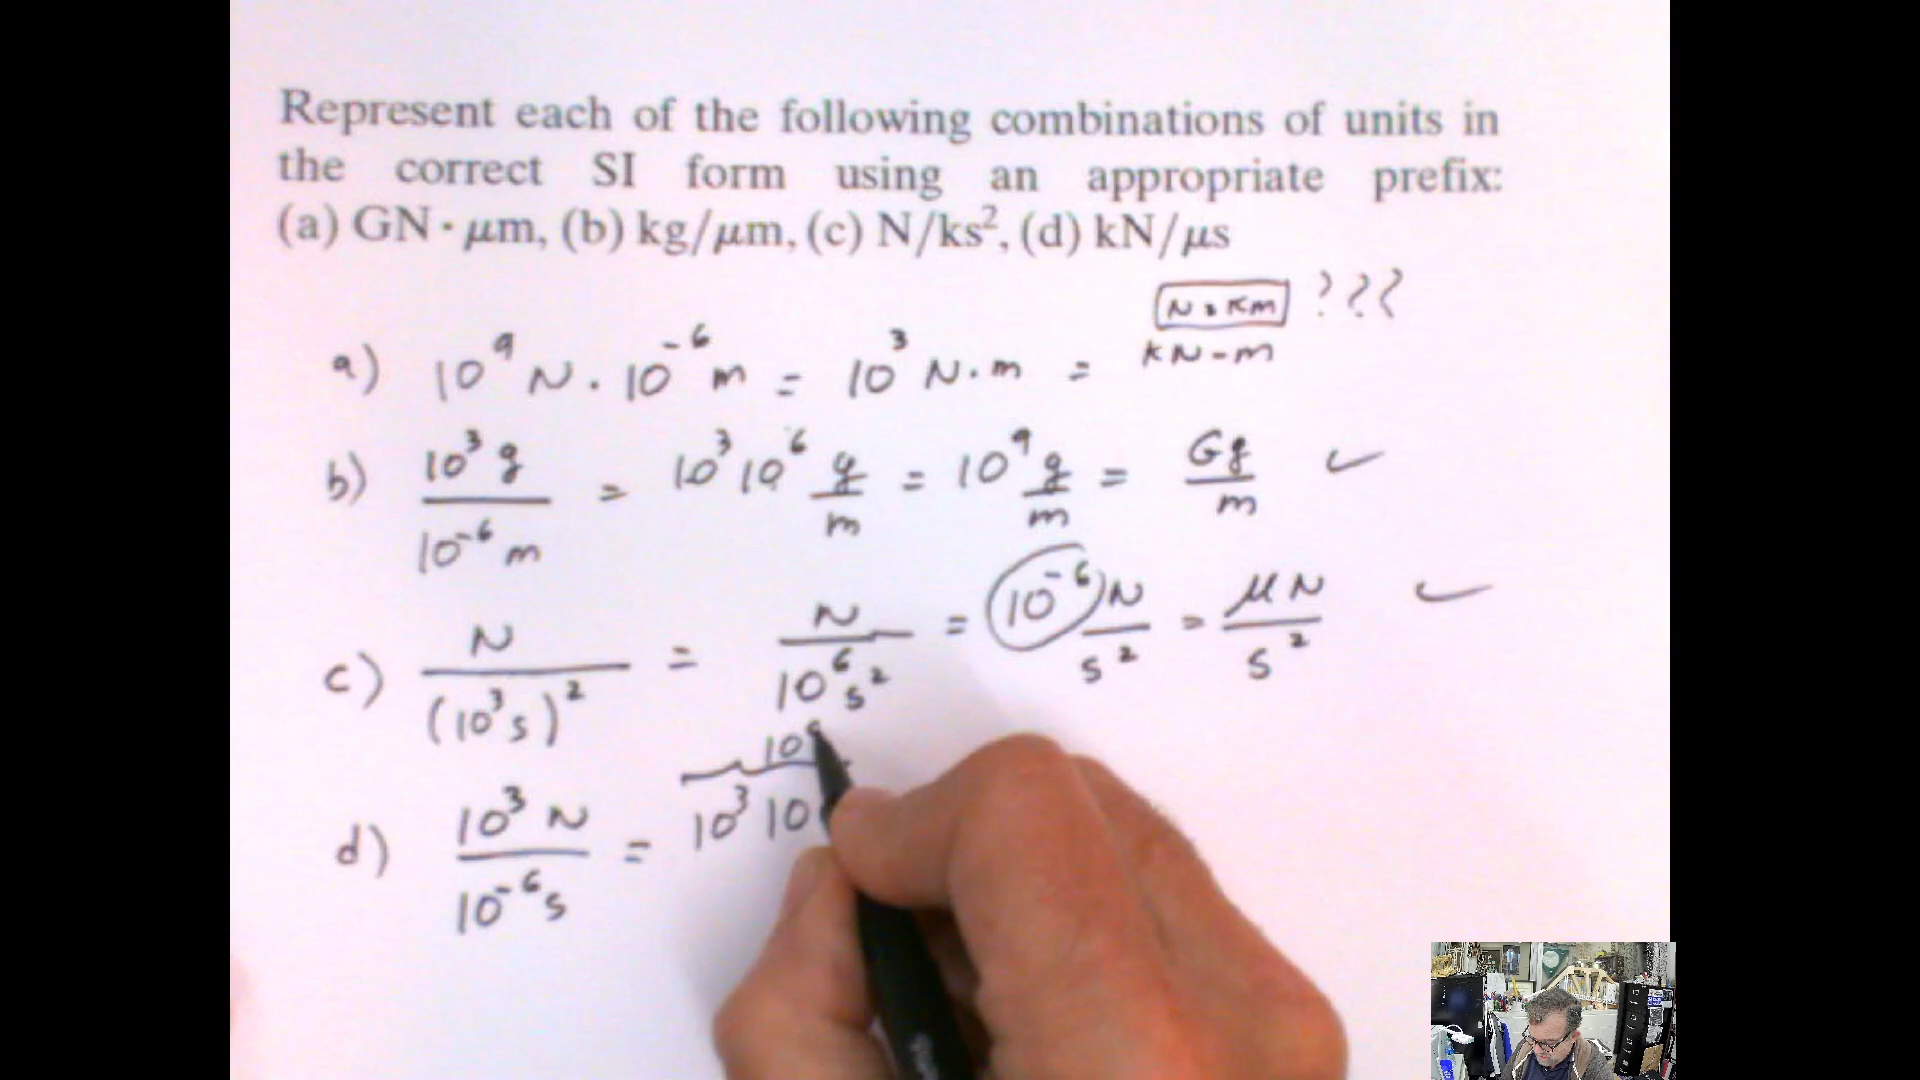 Represent each of the following combinations of units in
the correct SI form using an appropriate prefix:
(a) GN · μm, (b) kg/μm, (c) N/ks², (d) kN/μs
N • Km ???
a) 10⁹ N · 10⁻⁶ m = 10³ N·m = kN-m
b) 10³ g / 10⁻⁶ m = 10³ 10⁶ g/m = 10⁹ g/m = Gg/m ✓
c) N / (10³ s)² = N / 10⁶ s² = 10⁻⁶ N/s² = μN/s² ✓
d) 10³ N / 10⁻⁶ s = 10³ 10